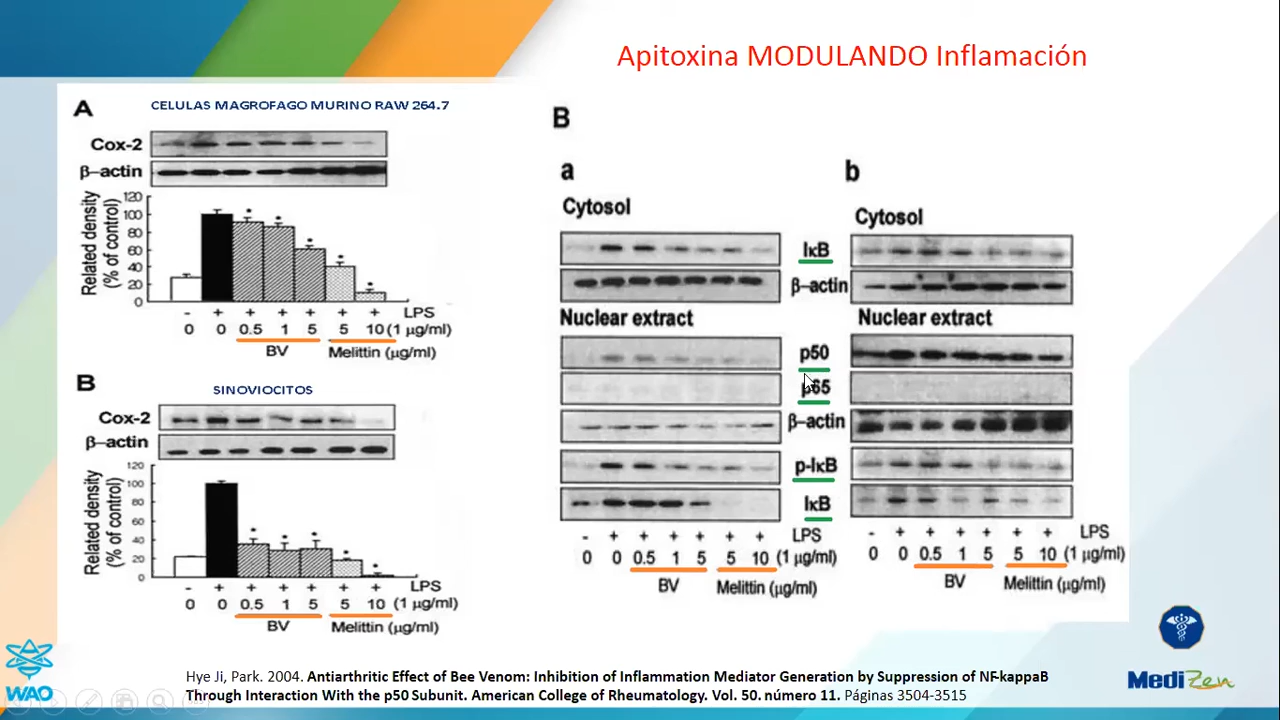 Apitoxina MODULANDO Inflamación
A
CELULAS MAGROFAGO MURINO RAW 264.7
Cox-2
β–actin
Related density
(% of control)
120
100
80
60
40
20
0
* * * * *
- + + + + + + LPS
0 0 0.5 1 5 5 10 (1 µg/ml)
BV Melittin (µg/ml)
B
SINOVIOCITOS
Cox-2
β–actin
Related density
(% of control)
120
100
80
60
40
20
0
* * * * *
- + + + + + + LPS
0 0 0.5 1 5 5 10 (1 µg/ml)
BV Melittin (µg/ml)
B
a
Cytosol
IκB
β–actin
Nuclear extract
p50
p65
β–actin
p-IκB
IκB
- + + + + + + LPS
0 0 0.5 1 5 5 10 (1 µg/ml)
BV Melittin (µg/ml)
b
Cytosol
Nuclear extract
- + + + + + + LPS
0 0 0.5 1 5 5 10 (1 µg/ml)
BV Melittin (µg/ml)
Hye Ji, Park. 2004. Antiarthritic Effect of Bee Venom: Inhibition of Inflammation Mediator Generation by Suppression of NF-kappaB
Through Interaction With the p50 Subunit. American College of Rheumatology. Vol. 50. número 11. Páginas 3504-3515
WAO
MediZen